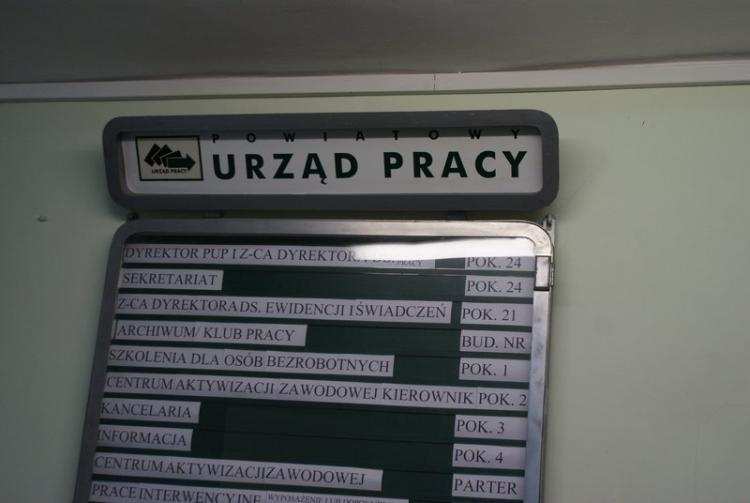 POWIATOWY
URZĄD PRACY
URZĄD PRACY
DYREKTOR PUP I Z-CA DYREKTORA PRACY POK. 24
SEKRETARIAT POK. 24
Z-CA DYREKTORA DS. EWIDENCJI I ŚWIADCZEŃ POK. 21
ARCHIWUM/ KLUB PRACY BUD. NR
SZKOLENIA DLA OSÓB BEZROBOTNYCH POK. 1
CENTRUM AKTYWIZACJI ZAWODOWEJ KIEROWNIK POK. 2
KANCELARIA POK. 3
INFORMACJA POK. 4
CENTRUM AKTYWIZACJI ZAWODOWEJ PARTER
PRACE INTERWENCYJNE